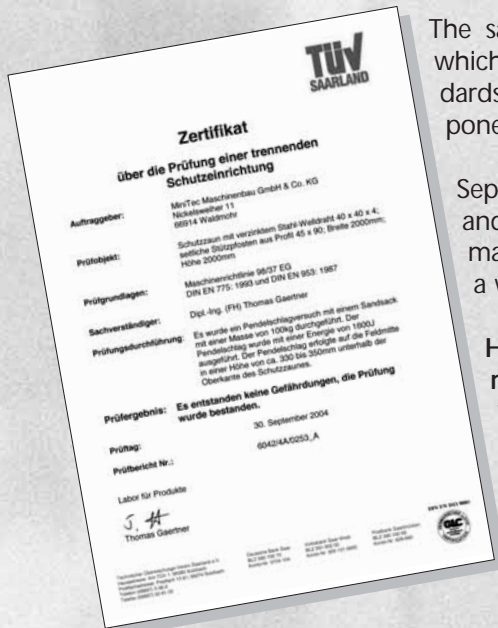 TÜV
SAARLAND
Zertifikat
über die Prüfung einer trennenden
Schutzeinrichtung
Auftraggeber: MiniTec Maschinenbau GmbH & Co. KG
Nickelsweiher 11
66914 Waldmohr
Prüfobjekt: Schutzzaun mit verzinktem Stahl-Welldraht 40 x 40 x 4;
seitliche Stützpfosten aus Profil 45 x 90; Breite 2000mm;
Höhe 2000mm
Prüfgrundlagen: Maschinenrichtlinie 98/37 EG
DIN EN 775: 1993 und DIN EN 953: 1987
Sachverständiger: Dipl.-Ing. (FH) Thomas Gaertner
Prüfungsdurchführung: Es wurde ein Pendelschlagversuch mit einem Sandsack
mit einer Masse von 100kg durchgeführt. Der
Pendelschlag wurde mit einer Energie von 1600J
ausgeführt. Der Pendelschlag erfolgte auf die Feldmitte
in einer Höhe von ca. 330 bis 350mm unterhalb der
Oberkante des Schutzzaunes.
Prüfergebnis: Es entstanden keine Gefährdungen, die Prüfung
wurde bestanden.
Prüftag: 30. September 2004
Prüfbericht Nr.: 6042/4A/0253_A
Labor für Produkte
Thomas Gaertner
The sa
which
dards
pone
Sep
and
ma
a v
H
r